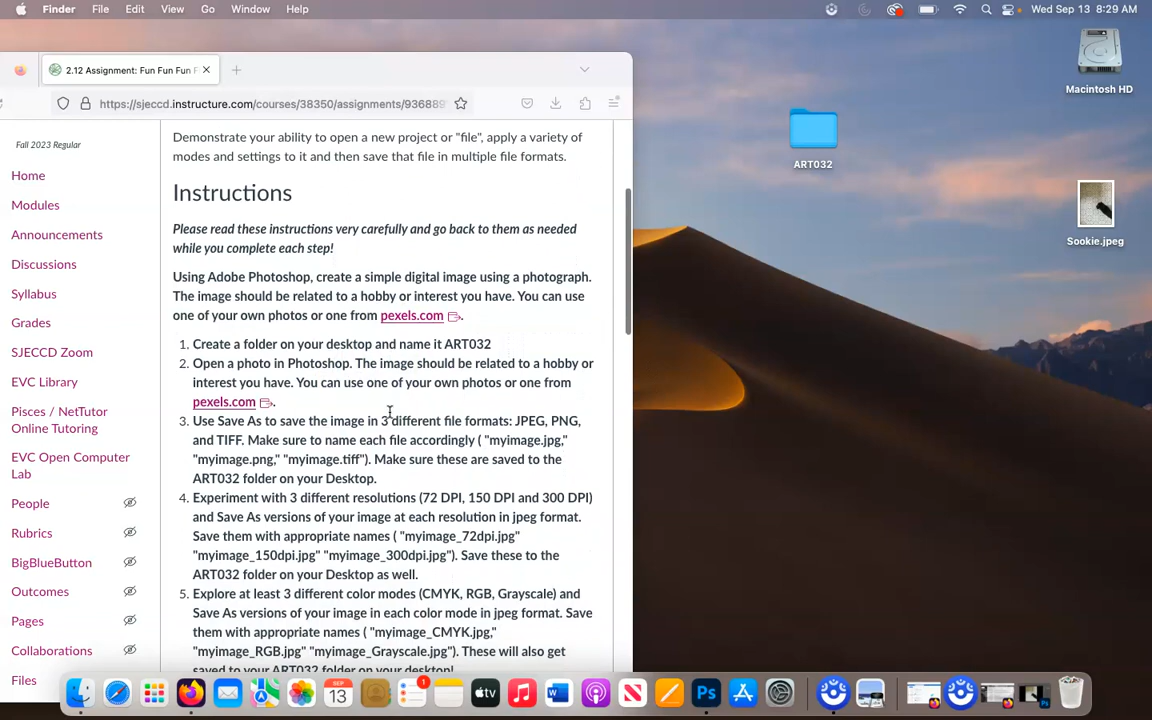 Finder File Edit View Go Window Help Wed Sep 13 8:29 AM
2.12 Assignment: Fun Fun Fun F
https://sjeccd.instructure.com/courses/38350/assignments/936889
Macintosh HD
ART032
Sookie.jpeg
Fall 2023 Regular
Home
Modules
Announcements
Discussions
Syllabus
Grades
SJECCD Zoom
EVC Library
Pisces / NetTutor
Online Tutoring
EVC Open Computer
Lab
People
Rubrics
BigBlueButton
Outcomes
Pages
Collaborations
Files
Demonstrate your ability to open a new project or "file", apply a variety of
modes and settings to it and then save that file in multiple file formats.
Instructions
Please read these instructions very carefully and go back to them as needed
while you complete each step!
Using Adobe Photoshop, create a simple digital image using a photograph.
The image should be related to a hobby or interest you have. You can use
one of your own photos or one from pexels.com.
1. Create a folder on your desktop and name it ART032
2. Open a photo in Photoshop. The image should be related to a hobby or
interest you have. You can use one of your own photos or one from
pexels.com.
3. Use Save As to save the image in 3 different file formats: JPEG, PNG,
and TIFF. Make sure to name each file accordingly ( "myimage.jpg,"
"myimage.png," "myimage.tiff"). Make sure these are saved to the
ART032 folder on your Desktop.
4. Experiment with 3 different resolutions (72 DPI, 150 DPI and 300 DPI)
and Save As versions of your image at each resolution in jpeg format.
Save them with appropriate names ( "myimage_72dpi.jpg"
"myimage_150dpi.jpg" "myimage_300dpi.jpg"). Save these to the
ART032 folder on your Desktop as well.
5. Explore at least 3 different color modes (CMYK, RGB, Grayscale) and
Save As versions of your image in each color mode in jpeg format. Save
them with appropriate names ( "myimage_CMYK.jpg,"
"myimage_RGB.jpg" "myimage_Grayscale.jpg"). These will also get
saved to your ART032 folder on your desktop!
SEP
13
1
tv
W
N
Ps